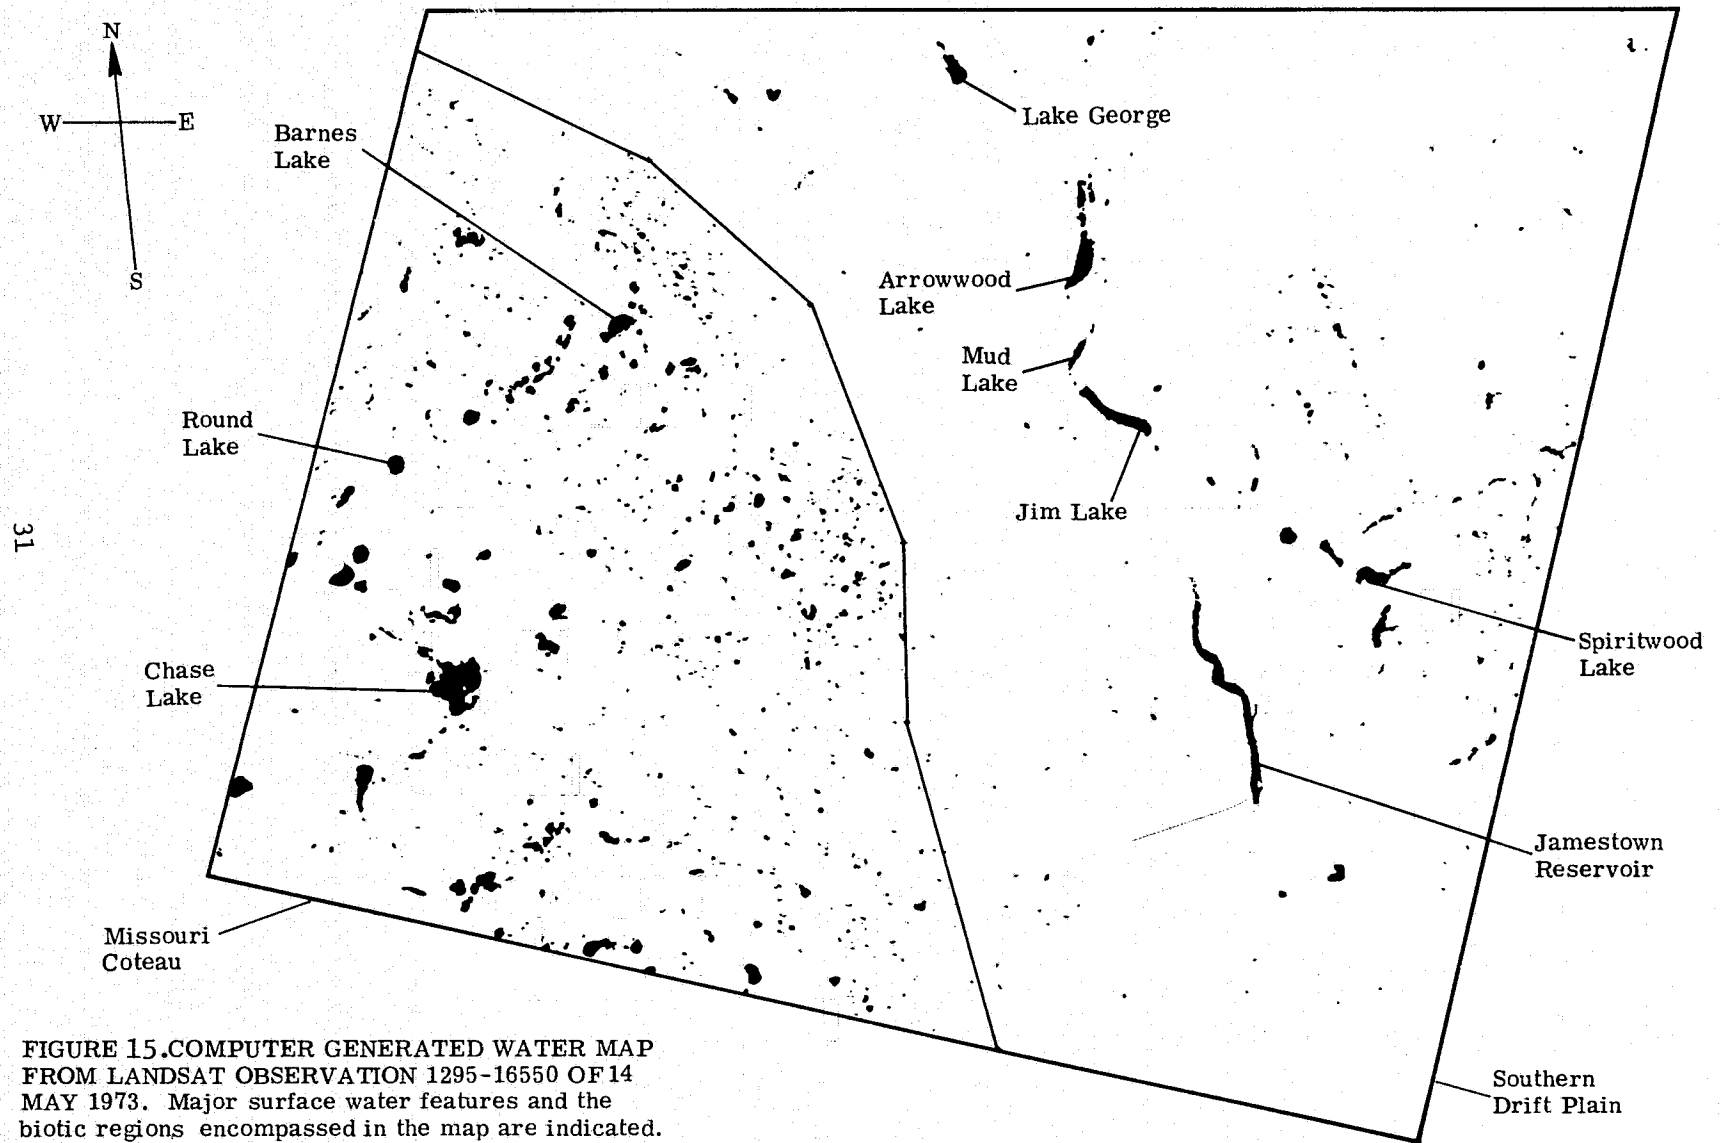 N
W
E
S
Lake George
Barnes
Lake
Arrowwood
Lake
Mud
Lake
Round
Lake
Jim Lake
31
Spiritwood
Lake
Chase
Lake
Jamestown
Reservoir
Missouri
Coteau
Southern
Drift Plain
FIGURE 15.COMPUTER GENERATED WATER MAP
FROM LANDSAT OBSERVATION 1295-16550 OF 14
MAY 1973. Major surface water features and the
biotic regions encompassed in the map are indicated.